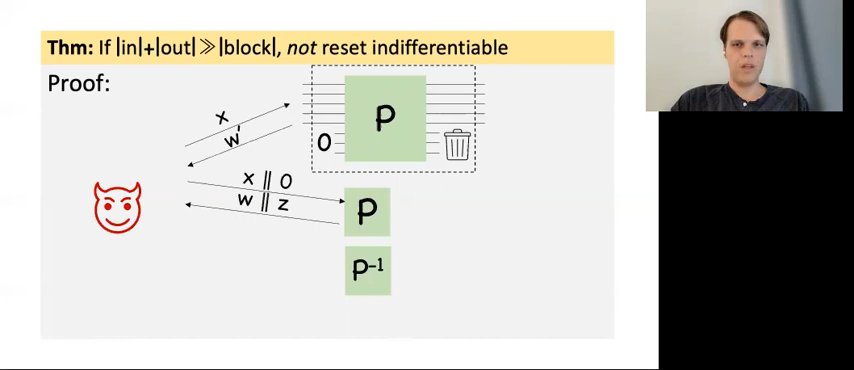 Thm: If |in|+|out| ≫ |block|, not reset indifferentiable
Proof:
x
w'
P
0
x || 0
w || z
P
P⁻¹